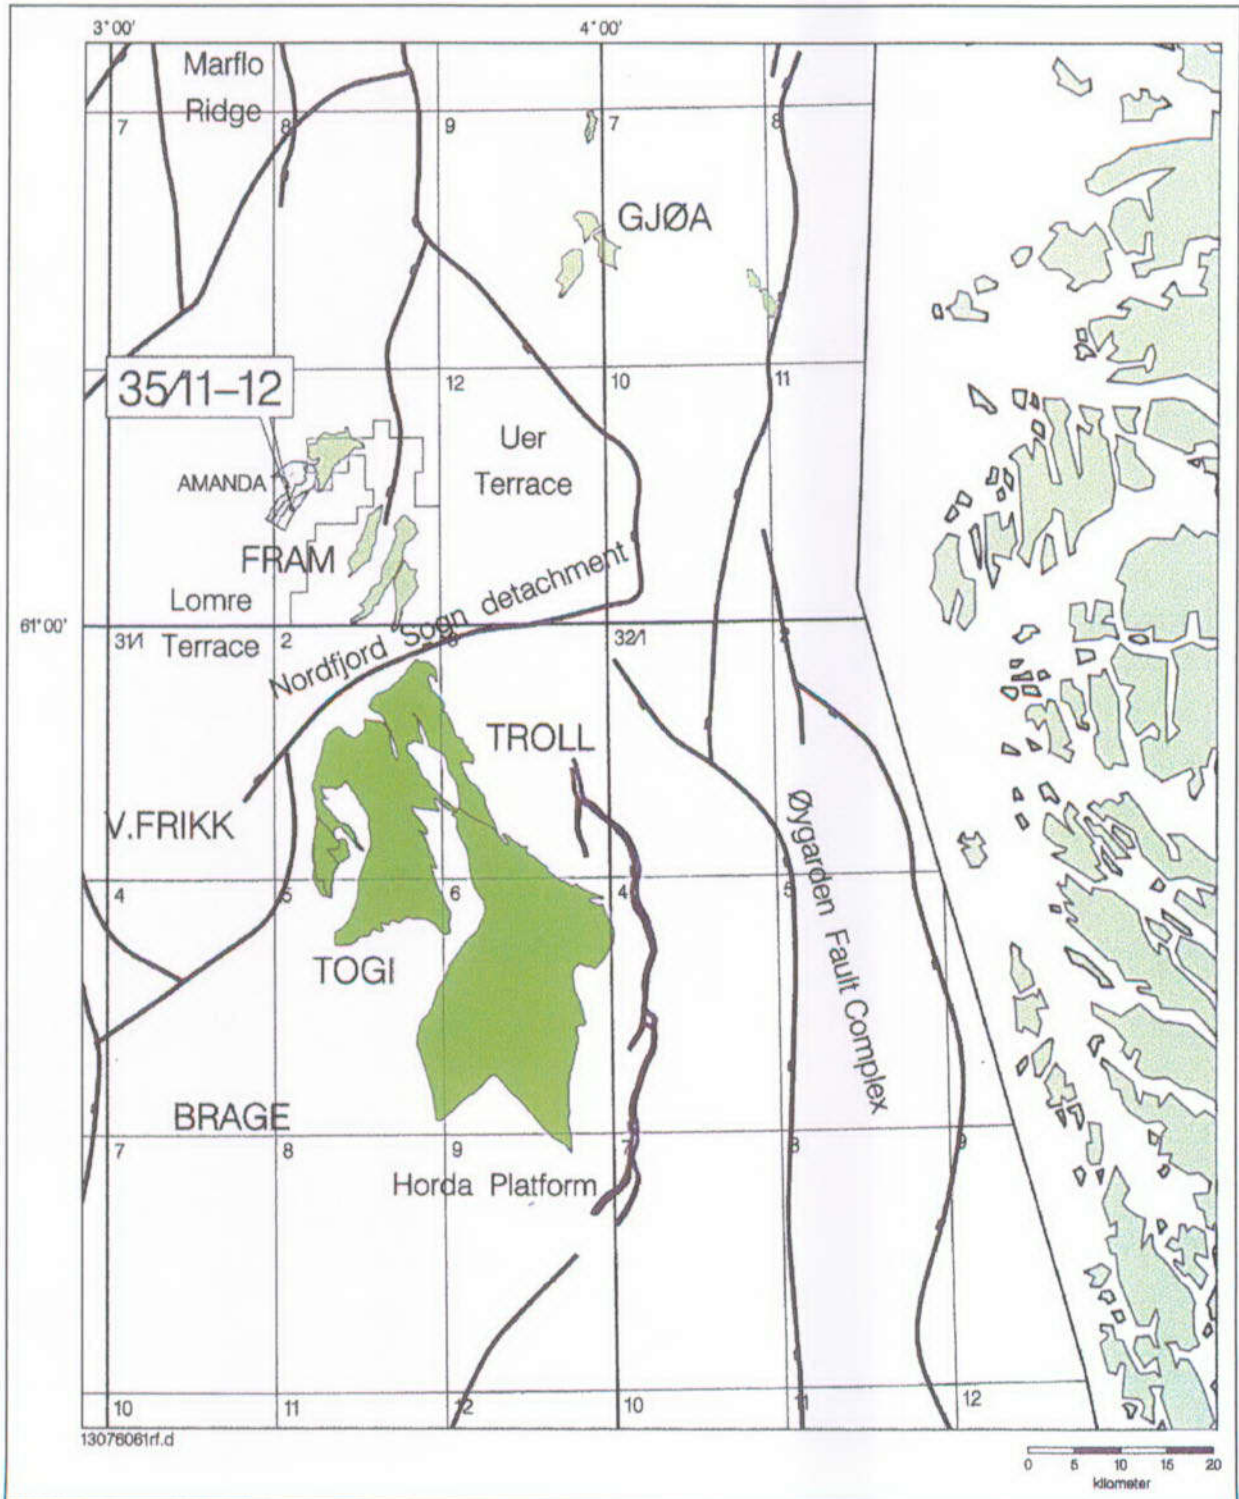 3°00'
4°00'
Marflo
Ridge
7
8
9
7
8
GJØA
35/11–12
12
10
11
Uer
Terrace
AMANDA
FRAM
Lomre
Terrace
Nordfjord Sogn detachment
61°00'
31/1
2
3
32/1
TROLL
V.FRIKK
Øygarden Fault Complex
4
5
6
4
5
TOGI
BRAGE
7
8
9
7
8
9
Horda Platform
10
11
12
10
11
12
13076061rf.d
0 5 10 15 20
kilometer